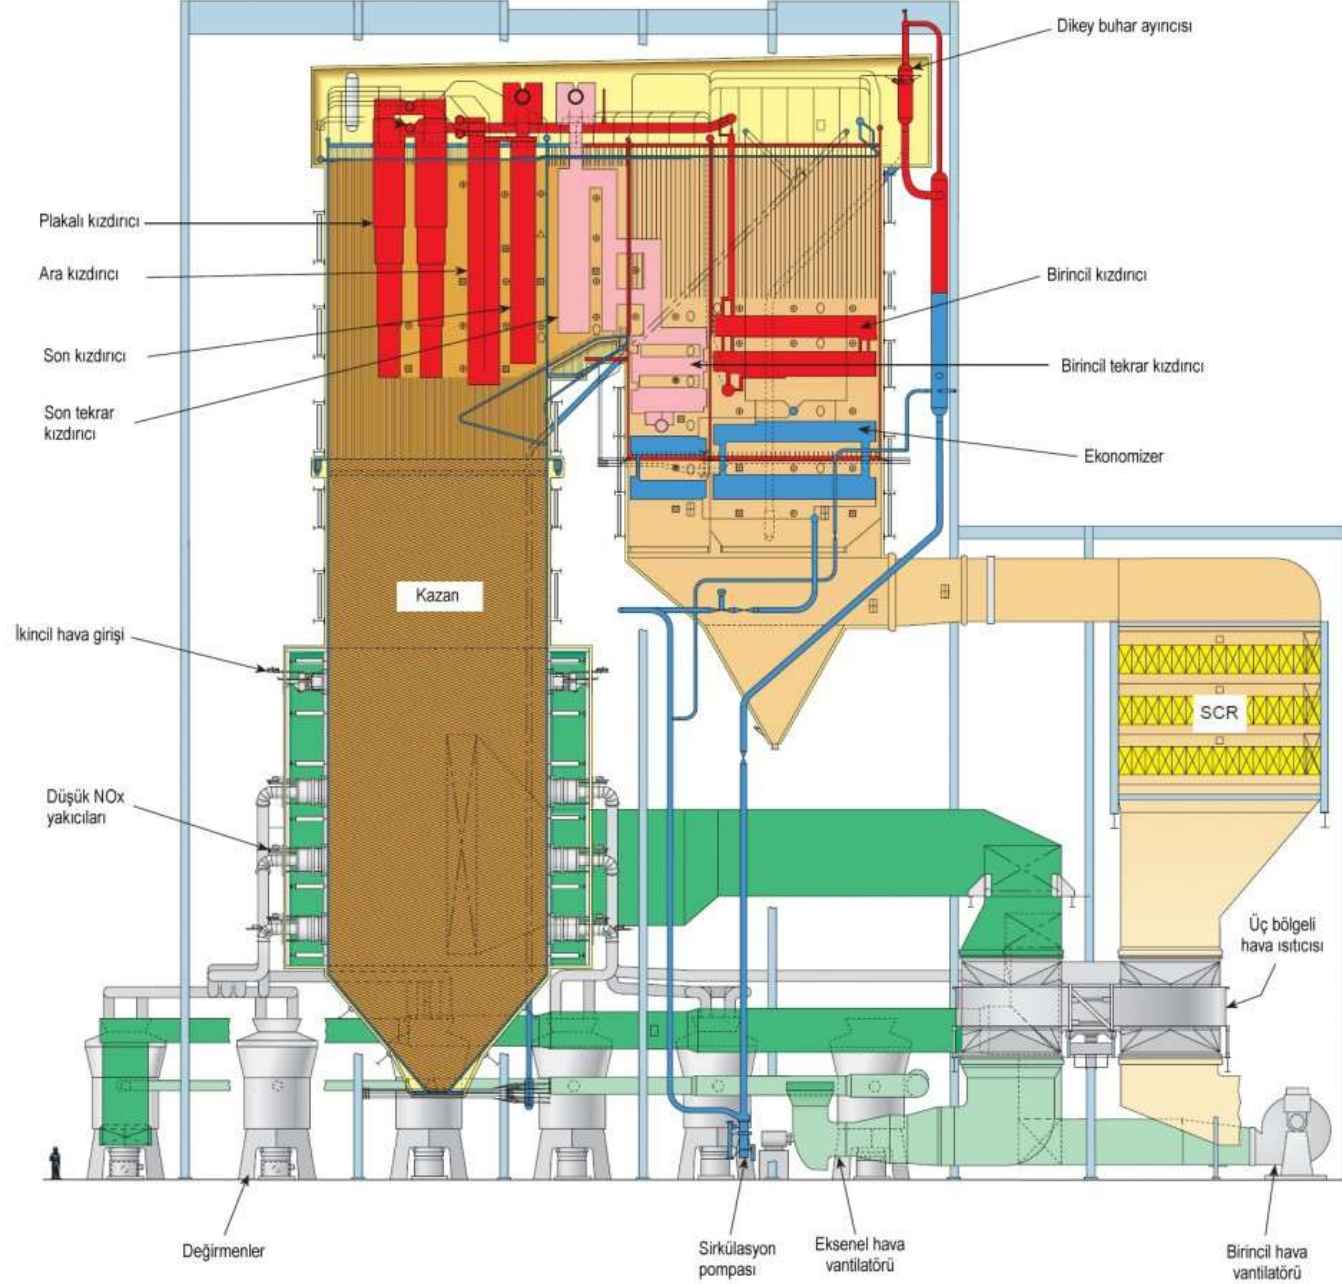 Dikey buhar ayırıcısı
Plakalı kızdırıcı
Ara kızdırıcı
Birincil kızdırıcı
Son kızdırıcı
Birincil tekrar kızdırıcı
Son tekrar
kızdırıcı
Ekonomizer
Kazan
İkincil hava girişi
SCR
Düşük NOx
yakıcıları
Üç bölgeli
hava ısıtıcısı
Değirmenler
Sirkülasyon
pompası
Eksenel hava
vantilatörü
Birincil hava
vantilatörü